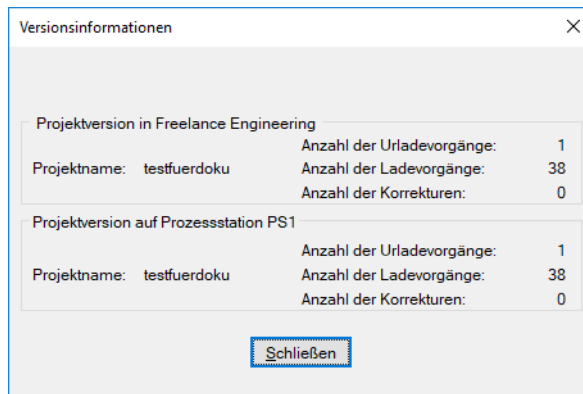 Versionsinformationen
Projektversion in Freelance Engineering
Anzahl der Urladevorgänge: 1
Projektname: testfuerdoku Anzahl der Ladevorgänge: 38
Anzahl der Korrekturen: 0
Projektversion auf Prozessstation PS1
Anzahl der Urladevorgänge: 1
Projektname: testfuerdoku Anzahl der Ladevorgänge: 38
Anzahl der Korrekturen: 0
Schließen